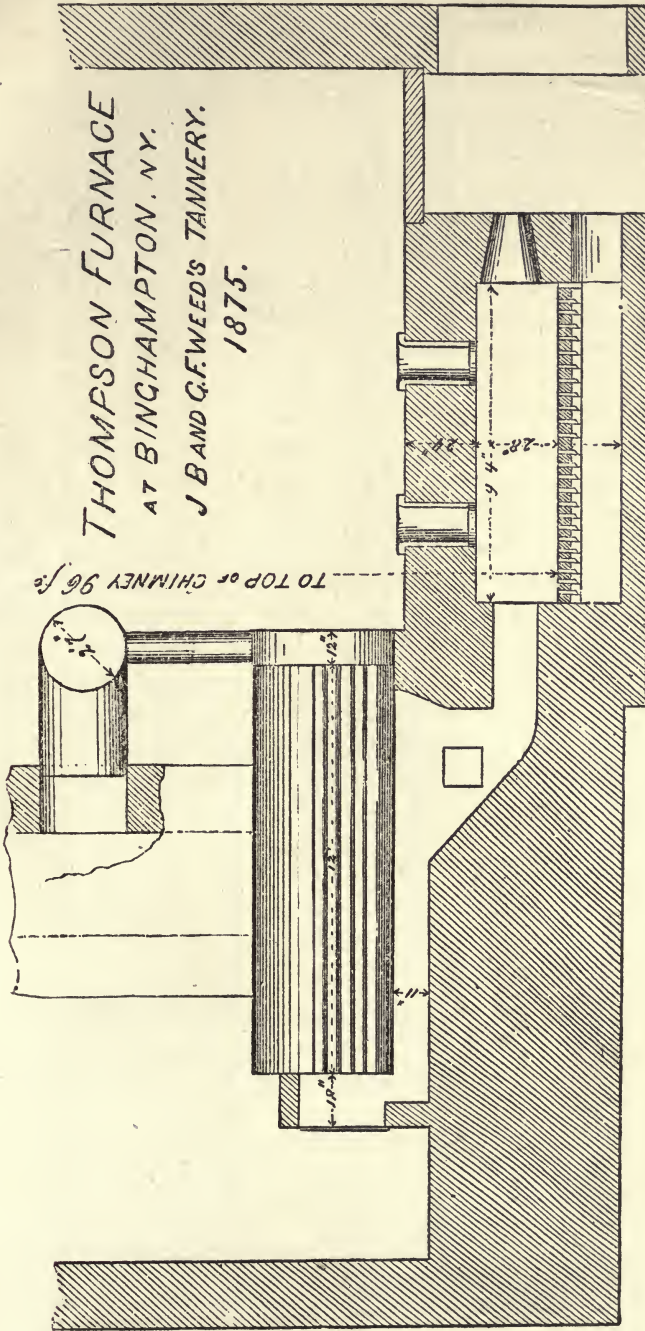 THOMPSON FURNACE
AT BINGHAMPTON. NY.
J B AND G.F. WEED'S TANNERY.
1875.
TO TOP OF CHIMNEY 96 f.
12"
12'
18"
11"
24"
28"
9 4"